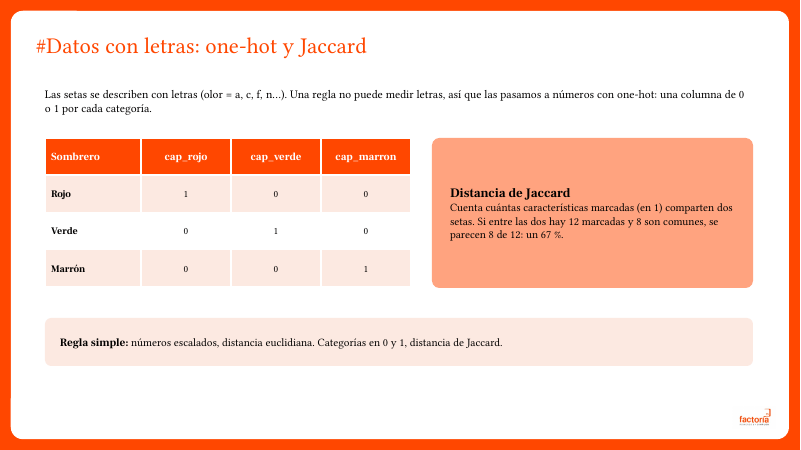 #Datos con letras: one-hot y Jaccard
Las setas se describen con letras (olor = a, c, f, n...). Una regla no puede medir letras, así que las pasamos a números con one-hot: una columna de 0
o 1 por cada categoría.
Sombrero cap_rojo cap_verde cap_marron
Rojo 1 0 0
Verde 0 1 0
Marrón 0 0 1
Distancia de Jaccard
Cuenta cuántas características marcadas (en 1) comparten dos
setas. Si entre las dos hay 12 marcadas y 8 son comunes, se
parecen 8 de 12: un 67 %.
Regla simple: números escalados, distancia euclidiana. Categorías en 0 y 1, distancia de Jaccard.
factoría